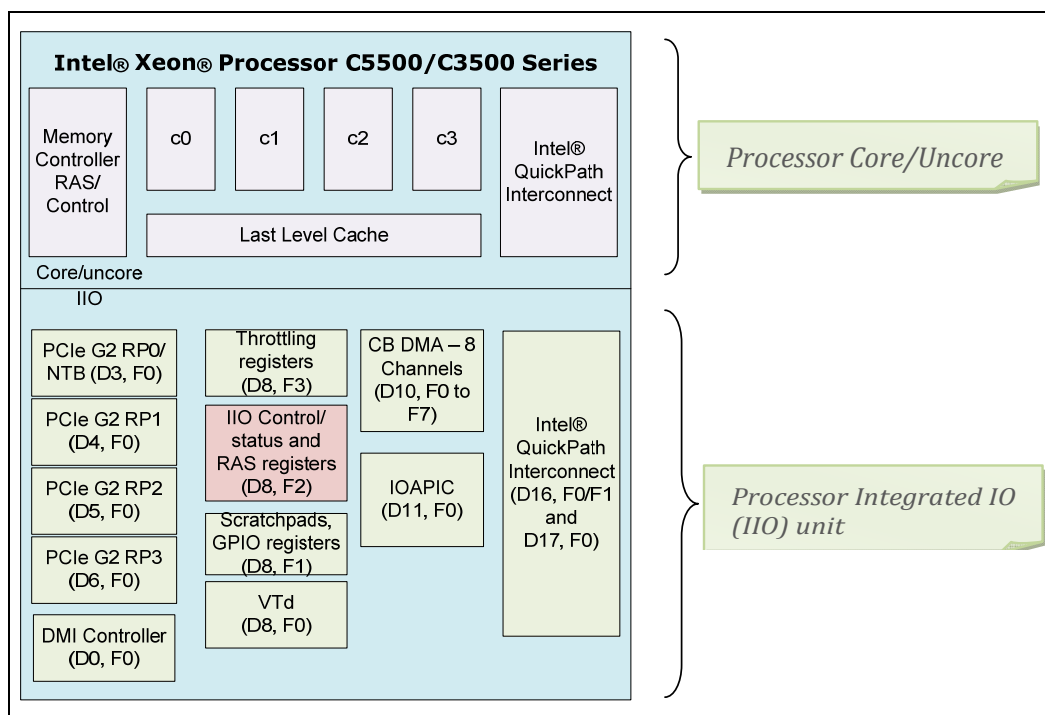 Intel® Xeon® Processor C5500/C3500 Series
Memory
Controller
RAS/
Control
c0
c1
c2
c3
Intel®
QuickPath
Interconnect
Last Level Cache
Core/uncore
Processor Core/Uncore
IIO
PCIe G2 RP0/
NTB (D3, F0)
PCIe G2 RP1
(D4, F0)
PCIe G2 RP2
(D5, F0)
PCIe G2 RP3
(D6, F0)
DMI Controller
(D0, F0)
Throttling
registers
(D8, F3)
IIO Control/
status and
RAS registers
(D8, F2)
Scratchpads,
GPIO registers
(D8, F1)
VTd
(D8, F0)
CB DMA – 8
Channels
(D10, F0 to
F7)
IOAPIC
(D11, F0)
Intel®
QuickPath
Interconnect
(D16, F0/F1
and
D17, F0)
Processor Integrated IO
(IIO) unit